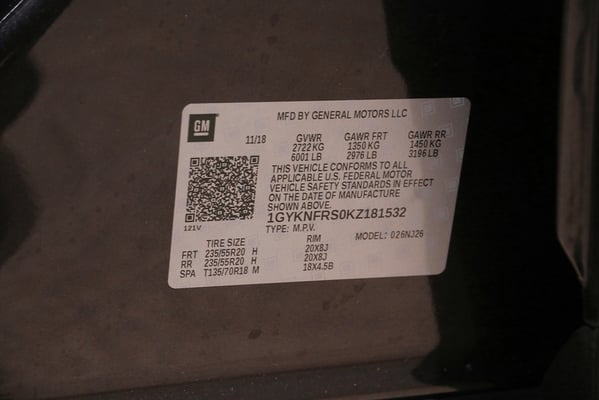 GM
MFD BY GENERAL MOTORS LLC
11/18 GVWR GAWR FRT GAWR RR
2722 KG 1350 KG 1450 KG
6001 LB 2976 LB 3196 LB
THIS VEHICLE CONFORMS TO ALL
APPLICABLE U.S. FEDERAL MOTOR
VEHICLE SAFETY STANDARDS IN EFFECT
ON THE DATE OF MANUFACTURE
SHOWN ABOVE.
1GYKNFRS0KZ181532
121V
TYPE: M.P.V. MODEL: 026NJ26
TIRE SIZE RIM
FRT 235/55R20 H 20X8J
RR 235/55R20 H 20X8J
SPA T135/70R18 M 18X4.5B